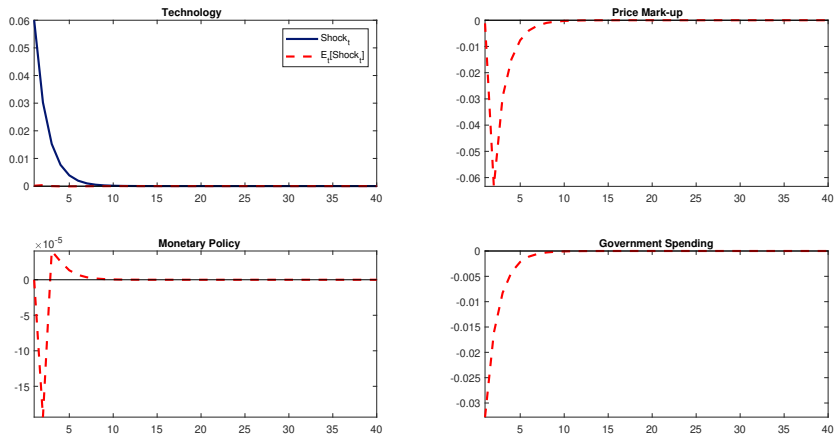 Technology
0.06
0.05
0.04
0.03
0.02
0.01
0
5 10 15 20 25 30 35 40
Shock_t
E_t[Shock_t]
Price Mark-up
0
-0.01
-0.02
-0.03
-0.04
-0.05
-0.06
5 10 15 20 25 30 35 40
×10^-5
Monetary Policy
0
-5
-10
-15
5 10 15 20 25 30 35 40
Government Spending
0
-0.005
-0.01
-0.015
-0.02
-0.025
-0.03
5 10 15 20 25 30 35 40